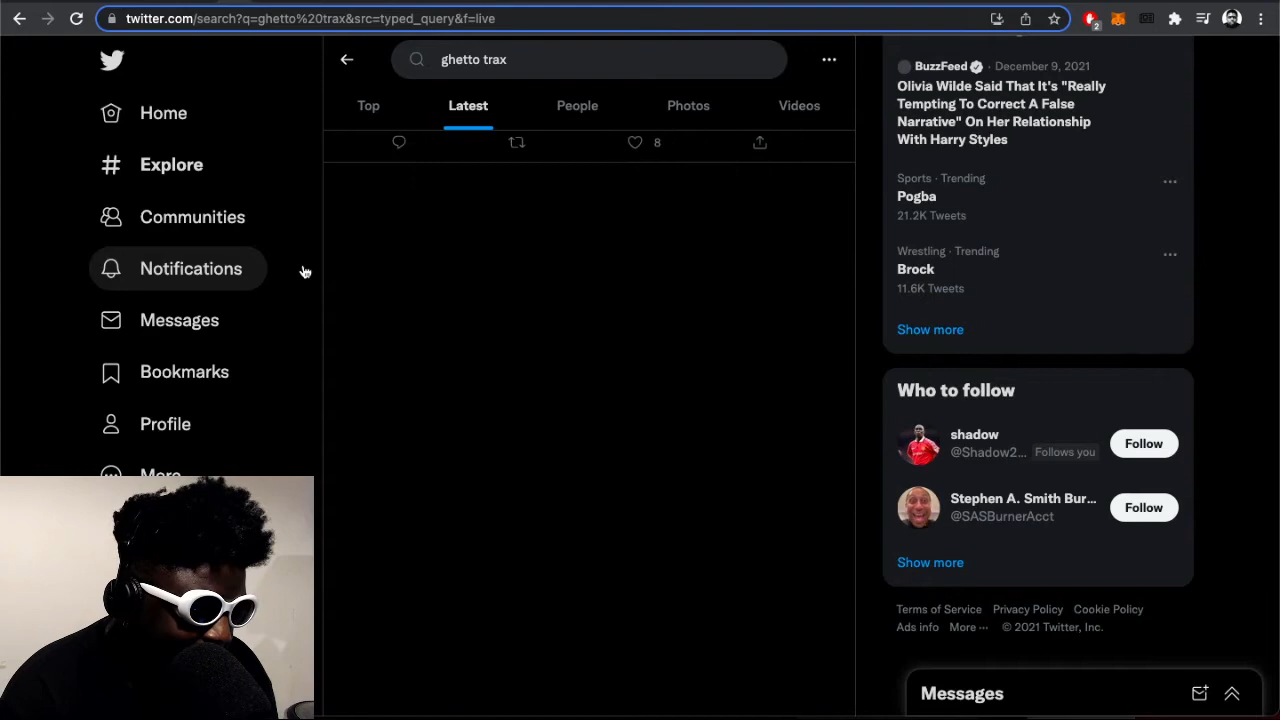 twitter.com/search?q=ghetto%20trax&src=typed_query&f=live
2
ghetto trax
Top
Latest
People
Photos
Videos
8
Home
Explore
Communities
Notifications
Messages
Bookmarks
Profile
More
BuzzFeed · December 9, 2021
Olivia Wilde Said That It's "Really
Tempting To Correct A False
Narrative" On Her Relationship
With Harry Styles
Sports · Trending
Pogba
21.2K Tweets
Wrestling · Trending
Brock
11.6K Tweets
Show more
Who to follow
shadow
@Shadow2... Follows you
Follow
Stephen A. Smith Bur...
@SASBurnerAcct
Follow
Show more
Terms of Service Privacy Policy Cookie Policy
Ads info More ··· © 2021 Twitter, Inc.
Messages